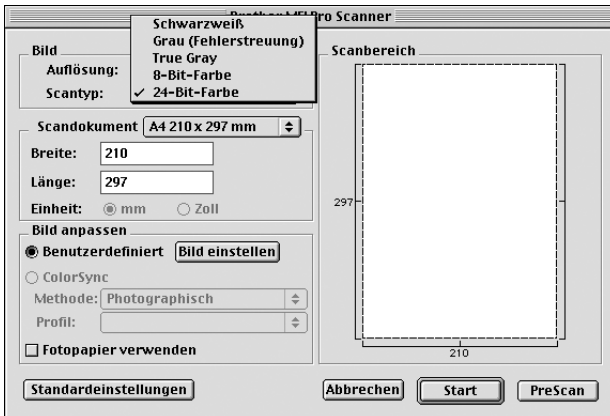 Pro Scanner
Schwarzweiß
Grau (Fehlerstreuung)
True Gray
8-Bit-Farbe
✓ 24-Bit-Farbe
Bild
Auflösung:
Scantyp:
Scandokument A4 210 x 297 mm
Breite: 210
Länge: 297
Einheit: mm Zoll
Bild anpassen
Benutzerdefiniert Bild einstellen
ColorSync
Methode: Photographisch
Profil:
Fotopapier verwenden
Scanbereich
297
210
Standardeinstellungen Abbrechen Start PreScan